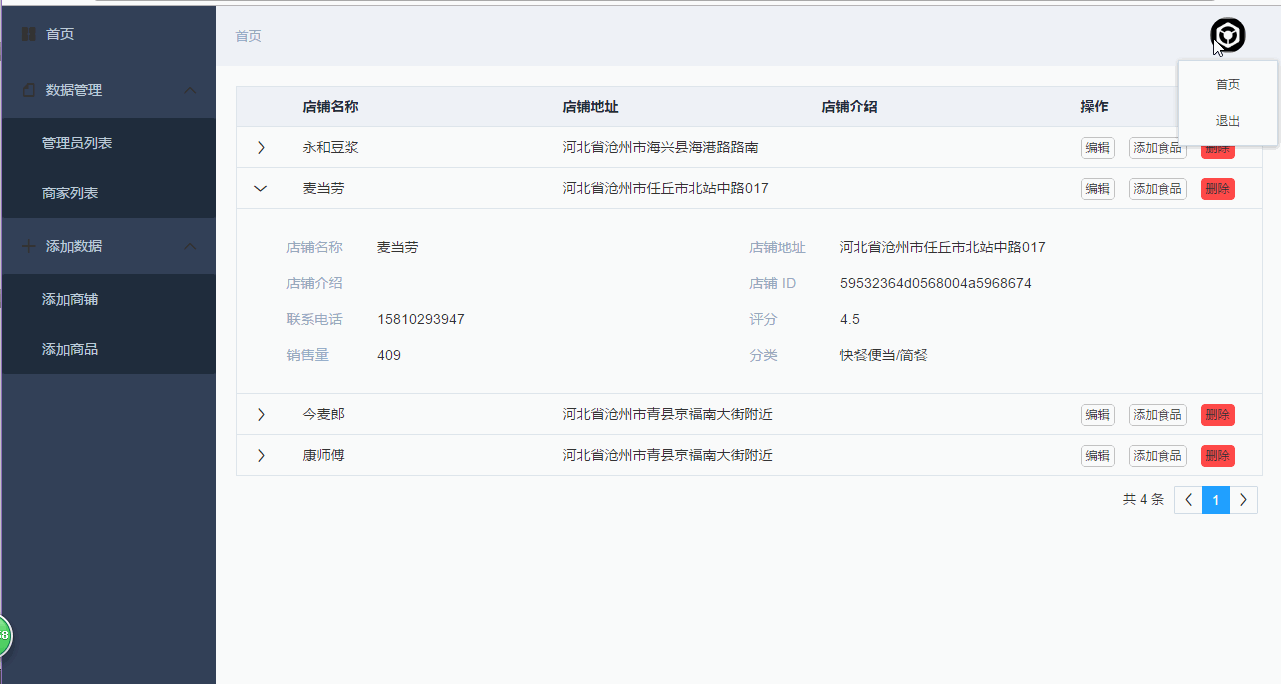 首页
数据管理
管理员列表
商家列表
添加数据
添加商铺
添加商品
首页
首页
退出
店铺名称 店铺地址 店铺介绍 操作
永和豆浆 河北省沧州市海兴县海港路路南 编辑 添加食品 删除
麦当劳 河北省沧州市任丘市北站中路017 编辑 添加食品 删除
店铺名称 麦当劳 店铺地址 河北省沧州市任丘市北站中路017
店铺介绍 店铺 ID 59532364d0568004a5968674
联系电话 15810293947 评分 4.5
销售量 409 分类 快餐便当/简餐
今麦郎 河北省沧州市青县京福南大街附近 编辑 添加食品 删除
康师傅 河北省沧州市青县京福南大街附近 编辑 添加食品 删除
共 4 条 1